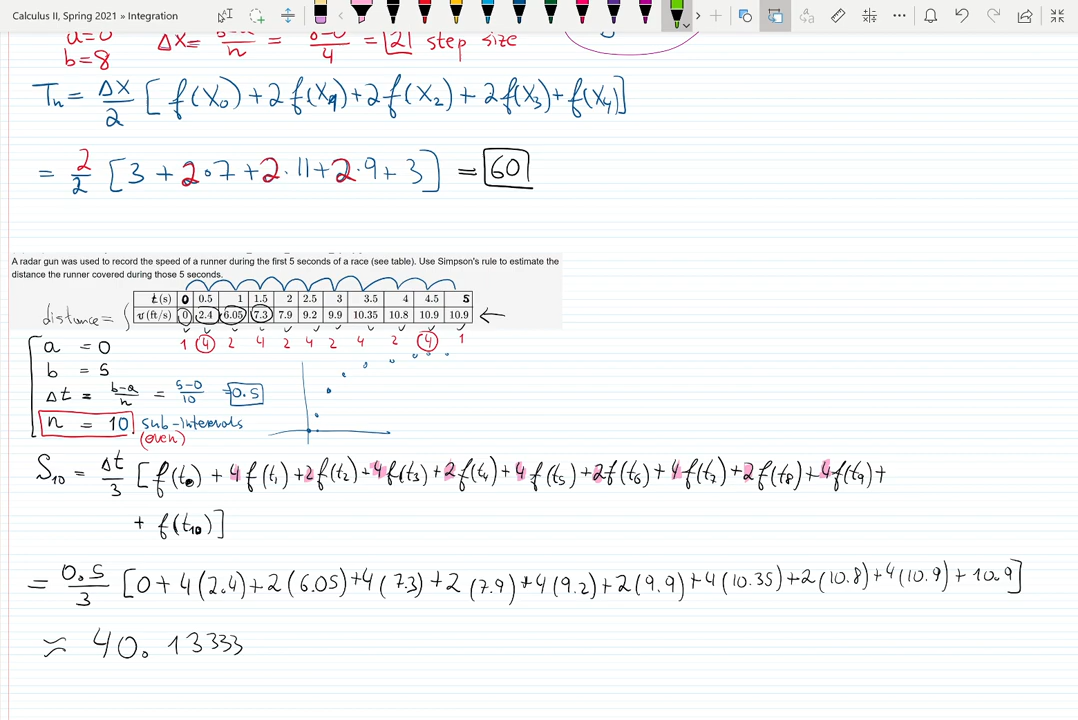 Calculus II, Spring 2021 » Integration
a=0 Δx= b-a/n = 8-0/4 = 2 step size
b=8
Tn = Δx/2 [f(x0)+2f(x1)+2f(x2)+2f(x3)+f(x4)]
= 2/2 [3+2·7+2·11+2·9+3] = 60
A radar gun was used to record the speed of a runner during the first 5 seconds of a race (see table). Use Simpson's rule to estimate the
distance the runner covered during those 5 seconds.
t(s) 0 0.5 1 1.5 2 2.5 3 3.5 4 4.5 5
distance = ∫ v(ft/s) 0 2.4 6.05 7.3 7.9 9.2 9.9 10.35 10.8 10.9 10.9 ←
1 4 2 4 2 4 2 4 2 4 1
a = 0
b = 5
Δt = b-a/n = 5-0/10 = 0.5
n = 10 sub-intervals
(even)
S10 = Δt/3 [f(t0)+4f(t1)+2f(t2)+4f(t3)+2f(t4)+4f(t5)+2f(t6)+4f(t7)+2f(t8)+4f(t9)+
+ f(t10)]
= 0.5/3 [0+4(2.4)+2(6.05)+4(7.3)+2(7.9)+4(9.2)+2(9.9)+4(10.35)+2(10.8)+4(10.9)+10.9]
≈ 40.13333